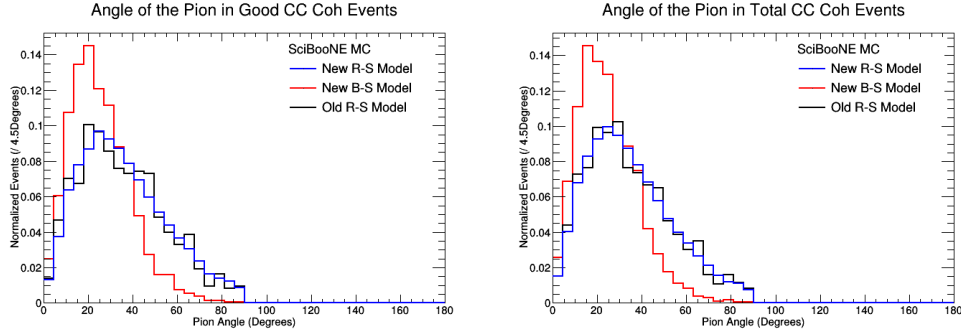 Angle of the Pion in Good CC Coh Events
Normalized Events (/ 4.5Degrees)
0.14
0.12
0.1
0.08
0.06
0.04
0.02
0
SciBooNE MC
New R-S Model
New B-S Model
Old R-S Model
0 20 40 60 80 100 120 140 160 180
Pion Angle (Degrees)
Angle of the Pion in Total CC Coh Events
Normalized Events (/ 4.5Degrees)
0.14
0.12
0.1
0.08
0.06
0.04
0.02
0
SciBooNE MC
New R-S Model
New B-S Model
Old R-S Model
0 20 40 60 80 100 120 140 160 180
Pion Angle (Degrees)